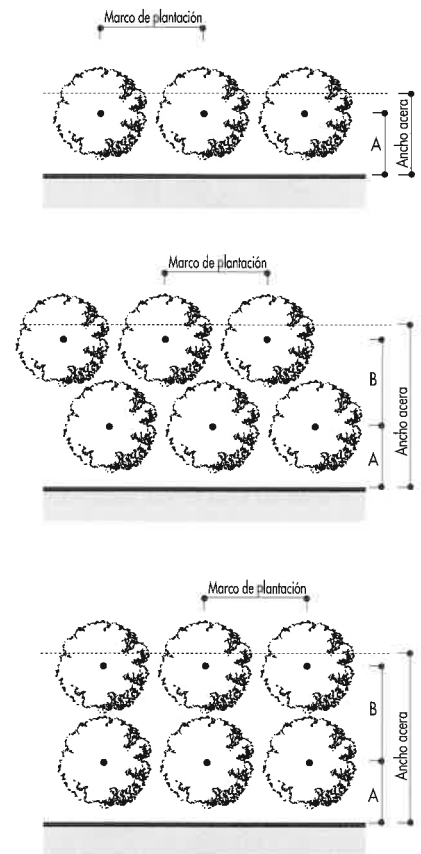 Marco de plantación
A
Ancho acera
Marco de plantación
B
A
Ancho acera
Marco de plantación
B
A
Ancho acera